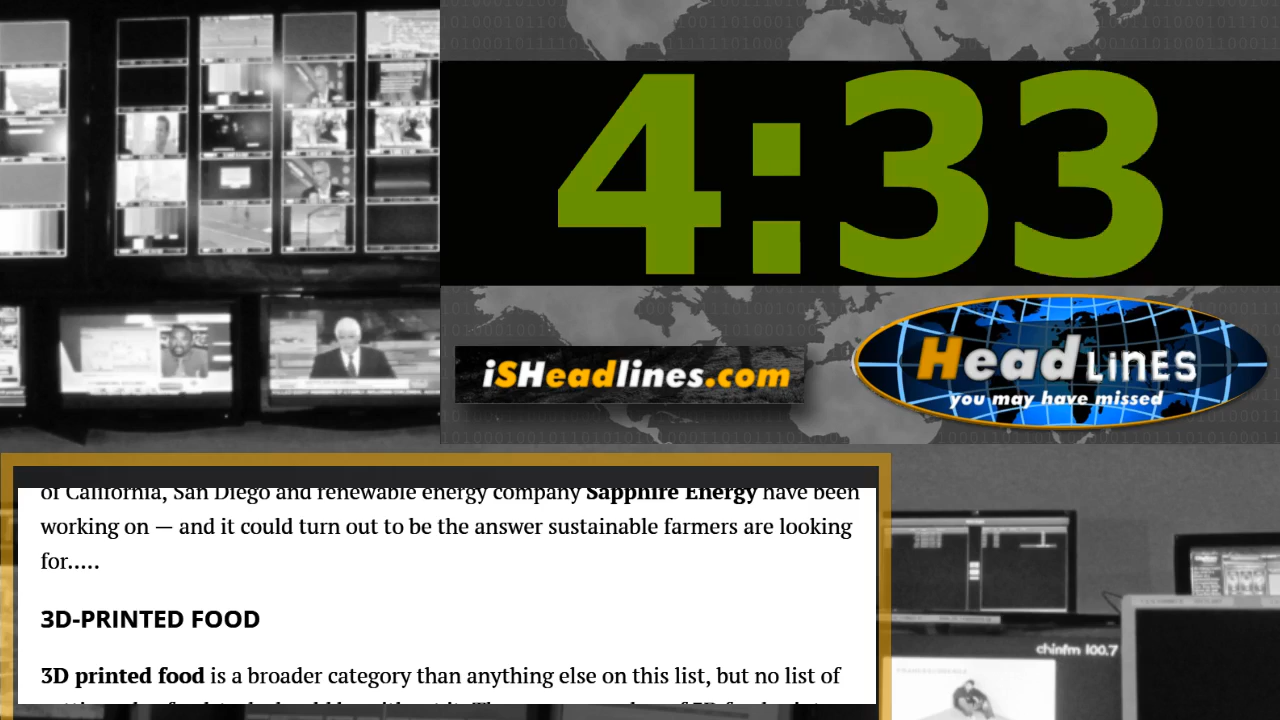 4:33
iSHeadlines.com
HeadLINES
you may have missed
of California, San Diego and renewable energy company Sapphire Energy have been
working on — and it could turn out to be the answer sustainable farmers are looking
for.....
3D-PRINTED FOOD
3D printed food is a broader category than anything else on this list, but no list of
chinfm 100.7